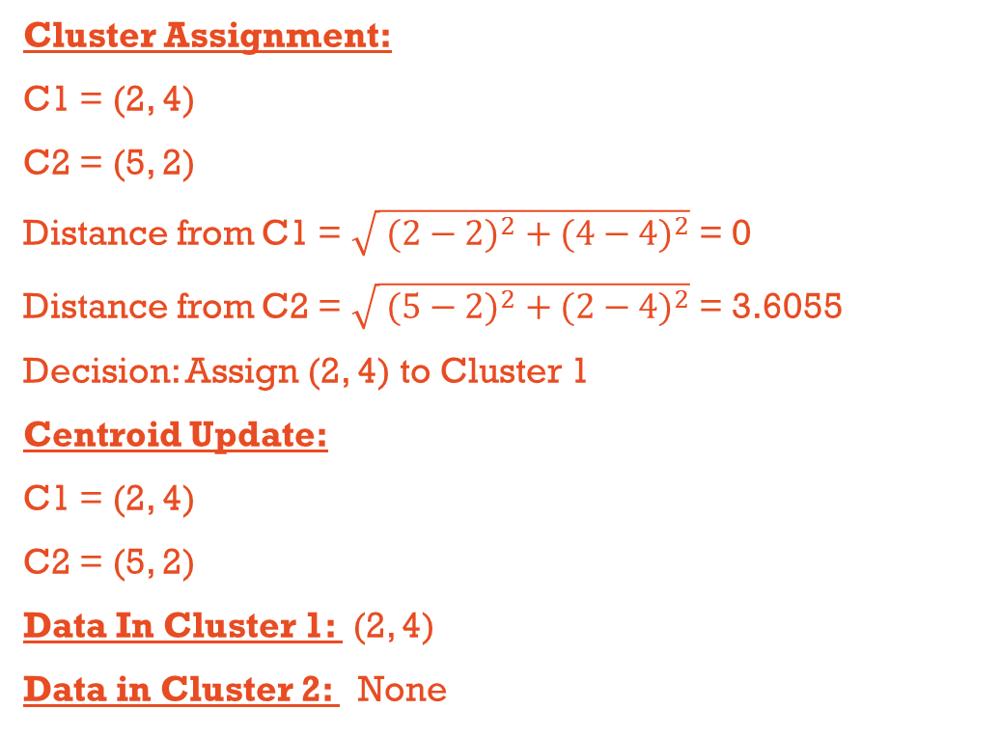 Cluster Assignment:
C1 = (2, 4)
C2 = (5, 2)
Distance from C1 = √(2 − 2)² + (4 − 4)² = 0
Distance from C2 = √(5 − 2)² + (2 − 4)² = 3.6055
Decision: Assign (2, 4) to Cluster 1
Centroid Update:
C1 = (2, 4)
C2 = (5, 2)
Data In Cluster 1: (2, 4)
Data in Cluster 2: None